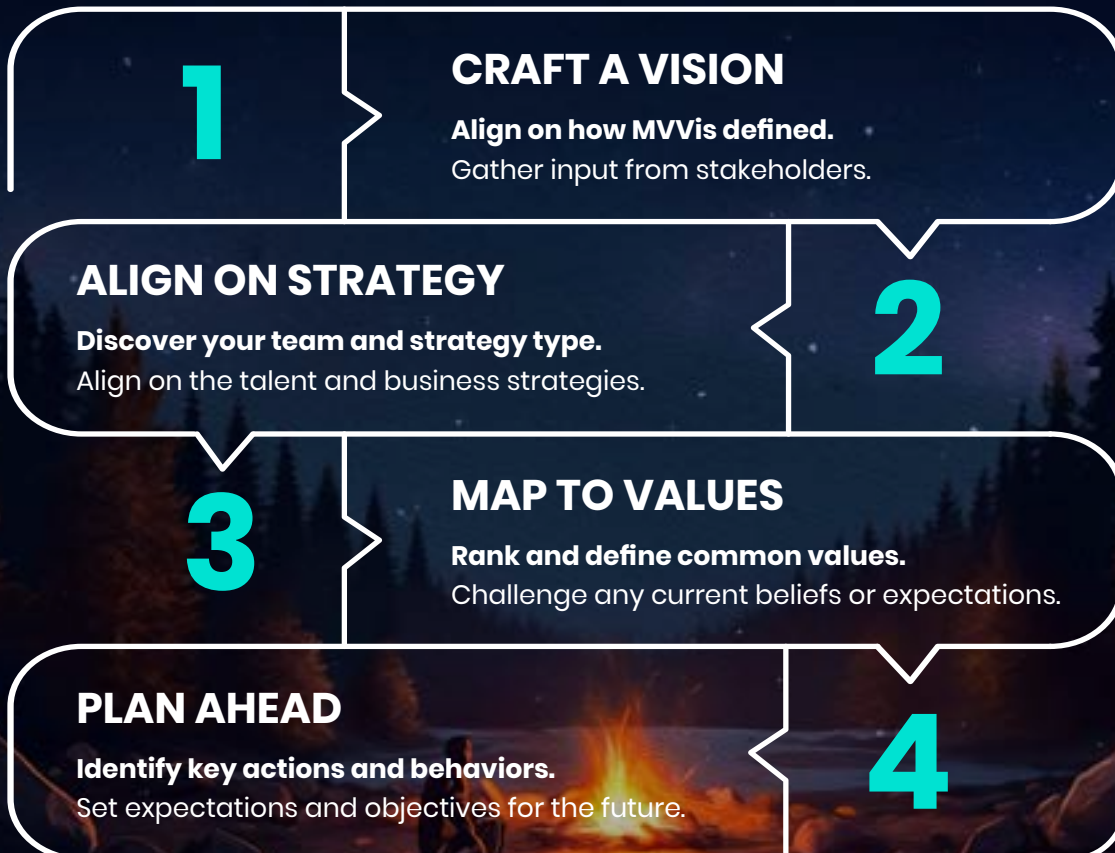 1
CRAFT A VISION
Align on how MVVis defined.
Gather input from stakeholders.
2
ALIGN ON STRATEGY
Discover your team and strategy type.
Align on the talent and business strategies.
3
MAP TO VALUES
Rank and define common values.
Challenge any current beliefs or expectations.
4
PLAN AHEAD
Identify key actions and behaviors.
Set expectations and objectives for the future.